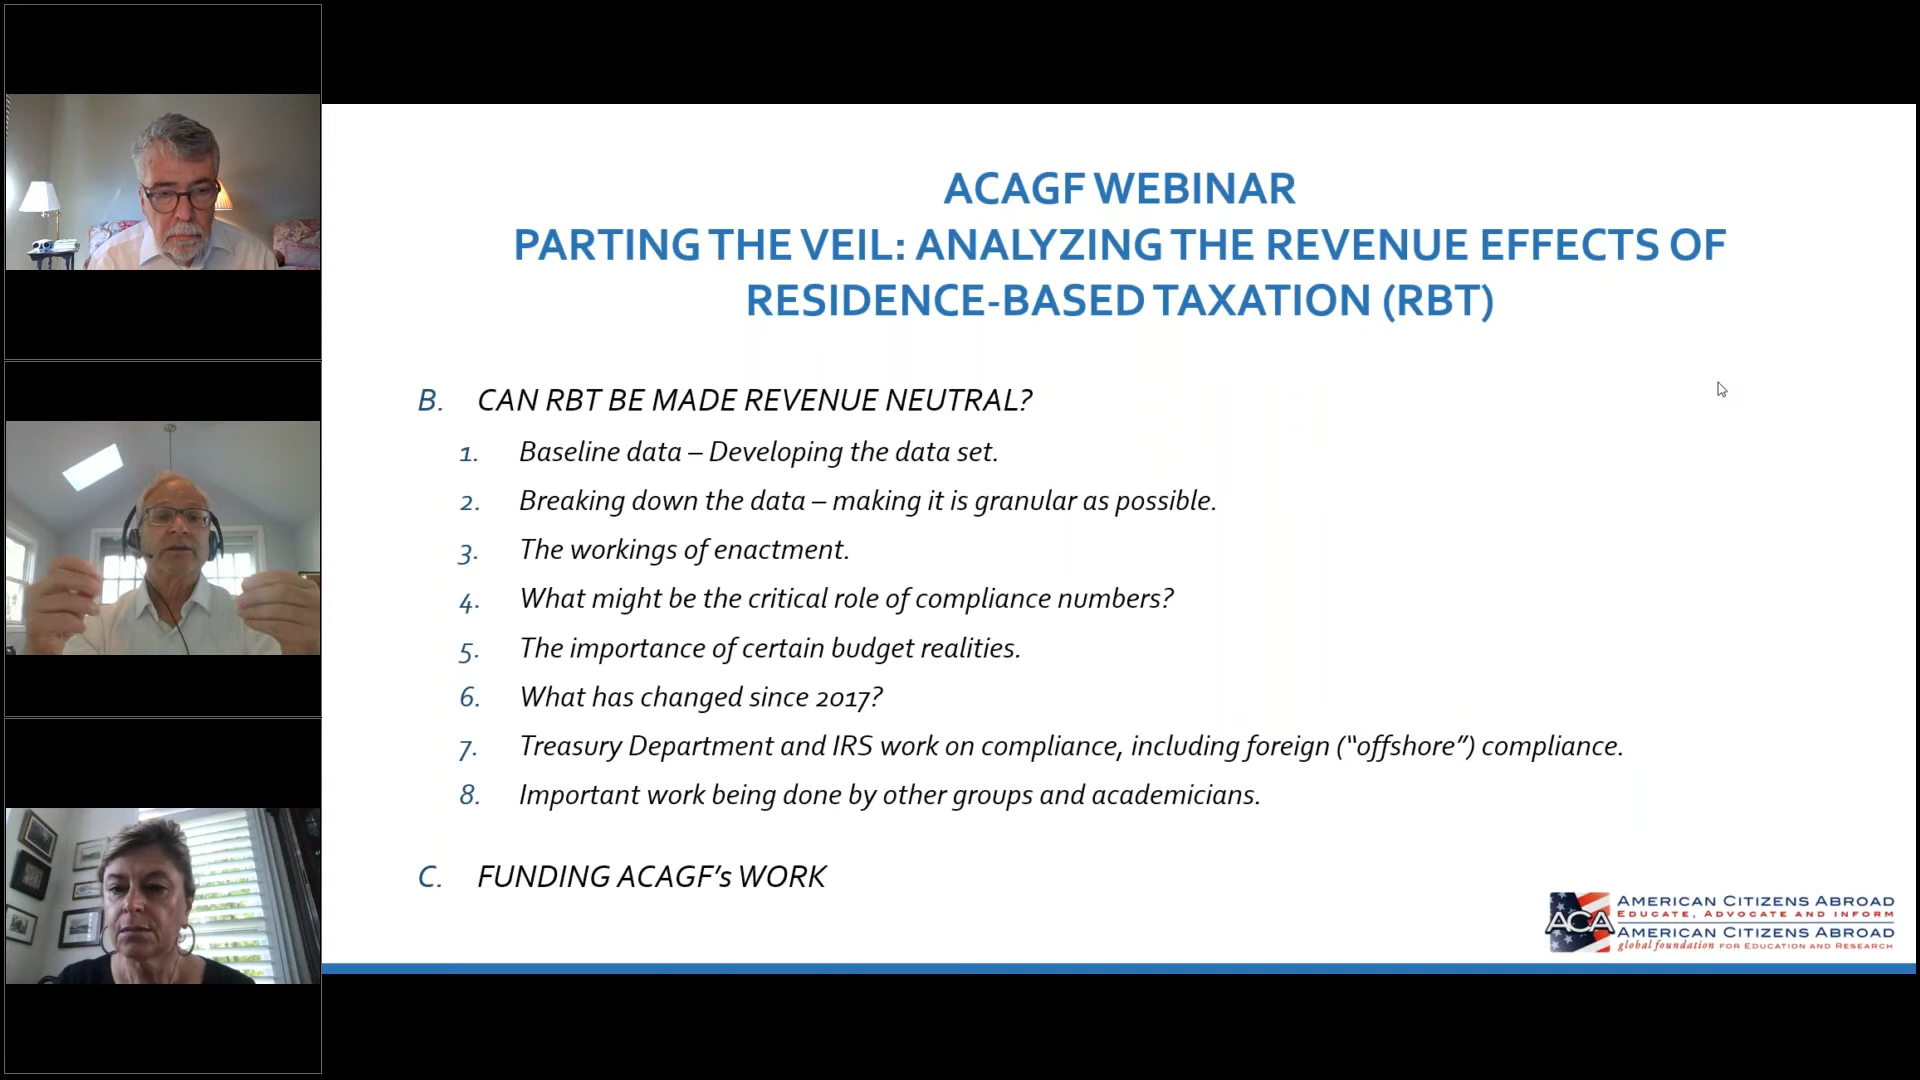 ACAGF WEBINAR
PARTING THE VEIL: ANALYZING THE REVENUE EFFECTS OF
RESIDENCE-BASED TAXATION (RBT)
B. CAN RBT BE MADE REVENUE NEUTRAL?
1. Baseline data – Developing the data set.
2. Breaking down the data – making it is granular as possible.
3. The workings of enactment.
4. What might be the critical role of compliance numbers?
5. The importance of certain budget realities.
6. What has changed since 2017?
7. Treasury Department and IRS work on compliance, including foreign (“offshore”) compliance.
8. Important work being done by other groups and academicians.
C. FUNDING ACAGF’s WORK
ACA
AMERICAN CITIZENS ABROAD
EDUCATE, ADVOCATE AND INFORM
AMERICAN CITIZENS ABROAD
global foundation FOR EDUCATION AND RESEARCH